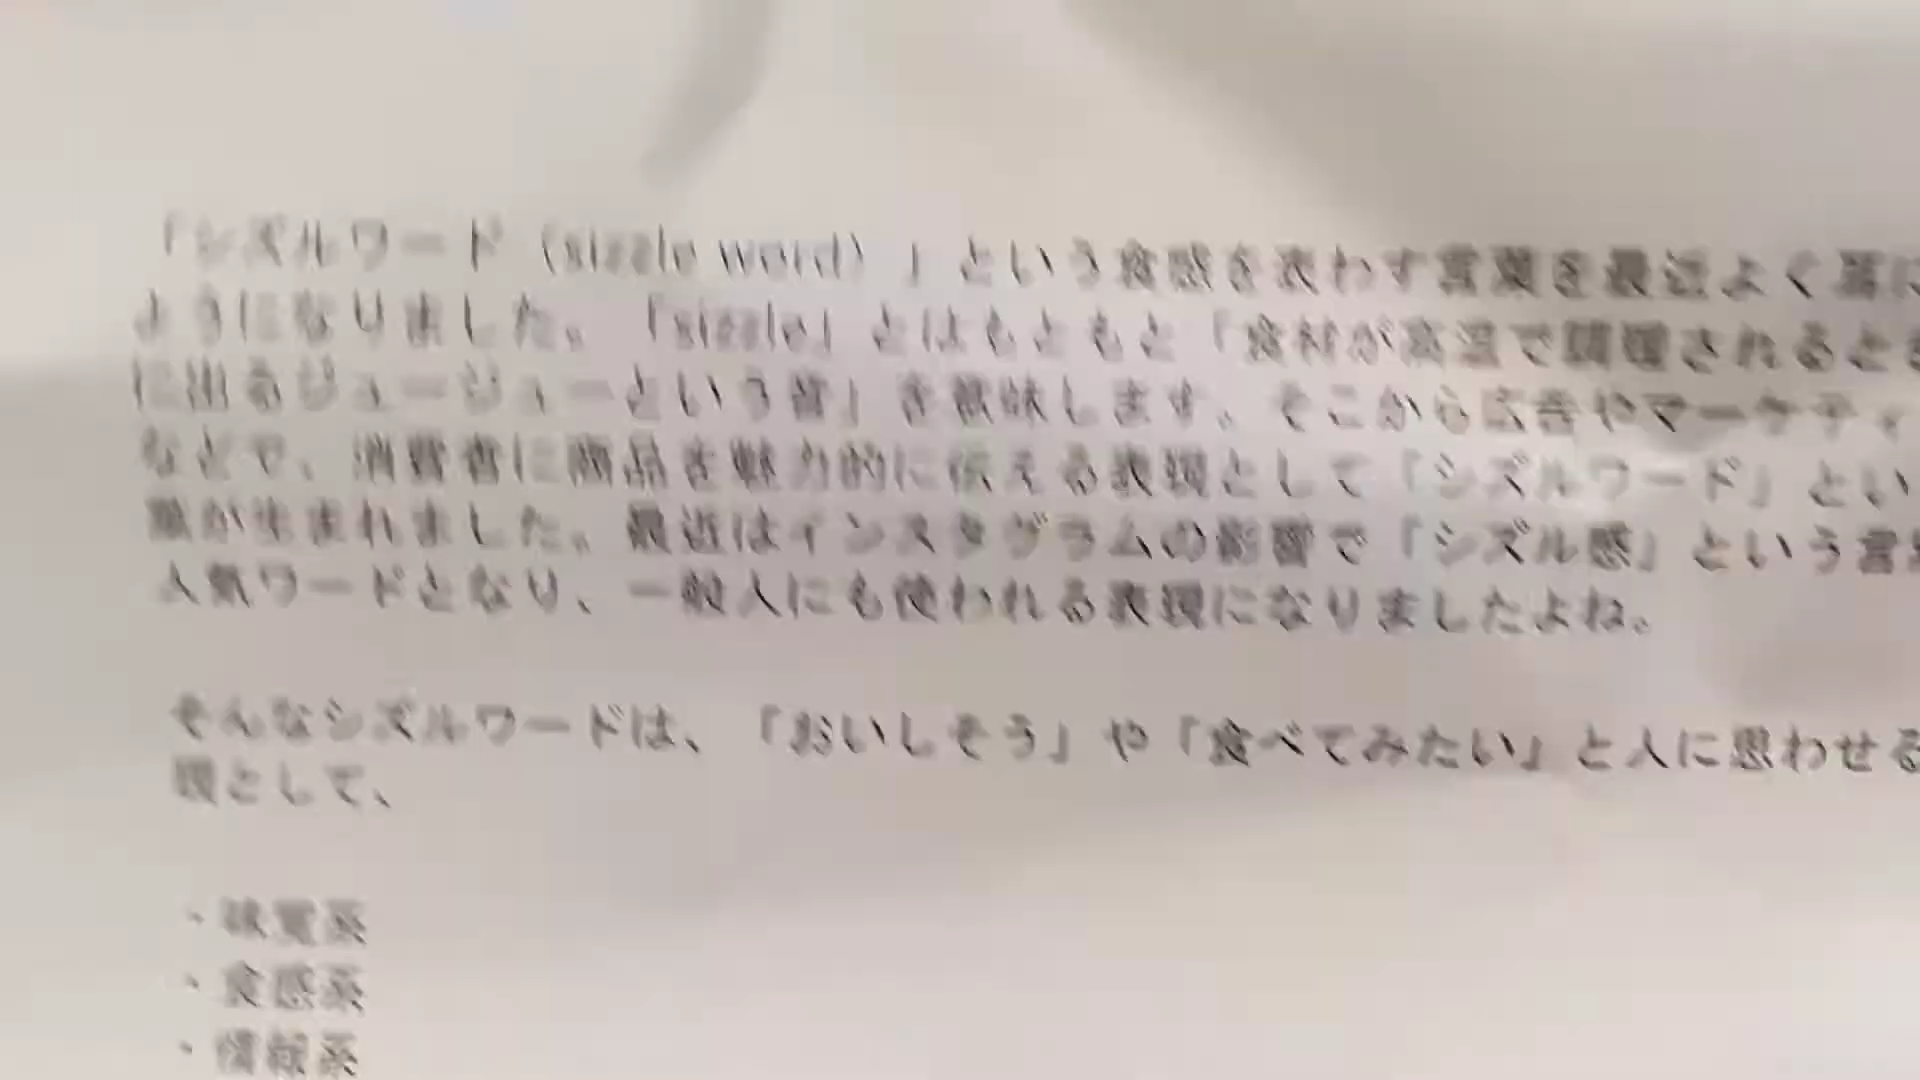 「シズルワード（sizzle word）」という食感を表わす言葉を最近よく耳に
ようになりました。「sizzle」とはもともと「食材が高温で調理されるとき
に出るジュージューという音」を意味します。そこから広告やマーケティ
などで、消費者に商品を魅力的に伝える表現として「シズルワード」とい
が生まれました。最近はインスタグラムの影響で「シズル感」という言葉
人気ワードとなり、一般人にも使われる表現になりましたよね。
そんなシズルワードは、「おいしそう」や「食べてみたい」と人に思わせる
現として、
・味覚系
・食感系
・情報系